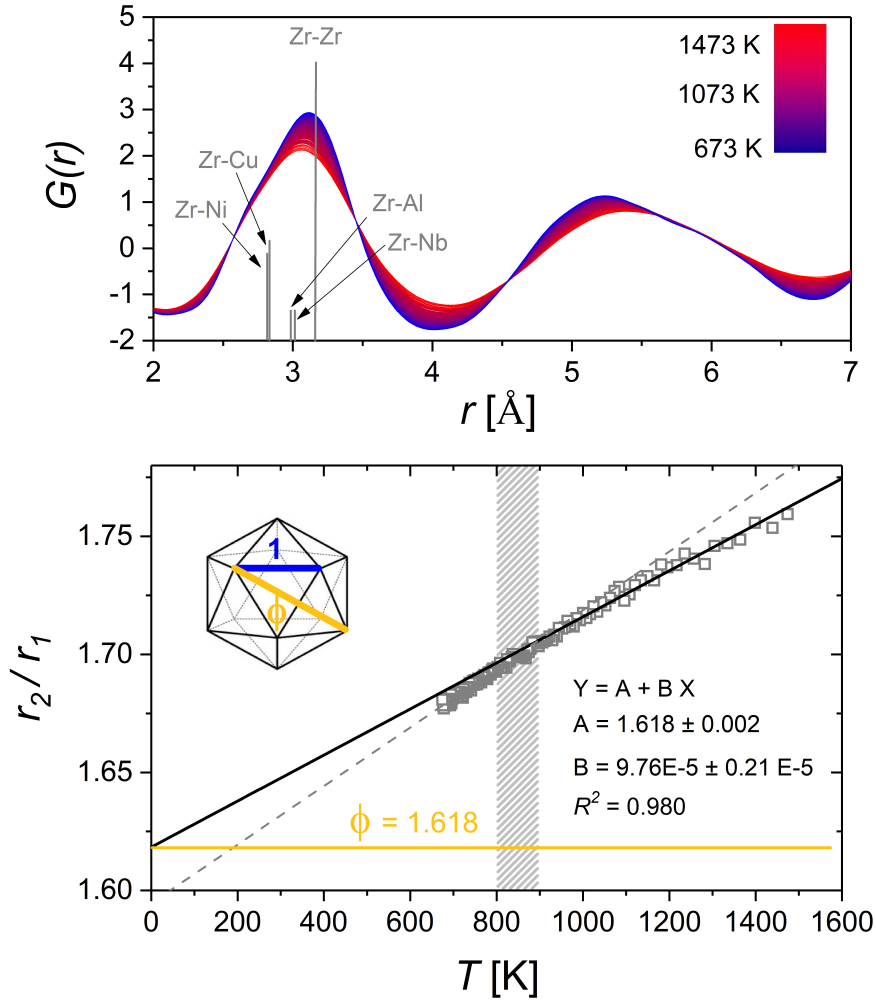 5
4
3
2
1
0
-1
-2
G(r)
Zr-Zr
Zr-Cu
Zr-Ni
Zr-Al
Zr-Nb
1473 K
1073 K
673 K
2 3 4 5 6 7
r [Å]
1.75
1.70
1.65
1.60
r2 / r1
1
ϕ
Y = A + B X
A = 1.618 ± 0.002
B = 9.76E-5 ± 0.21 E-5
R² = 0.980
ϕ = 1.618
0 200 400 600 800 1000 1200 1400 1600
T [K]